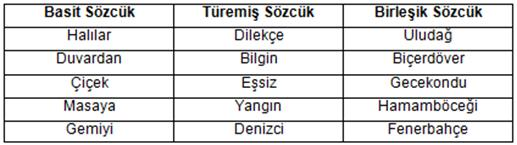 Basit Sözcük Türemiş Sözcük Birleşik Sözcük
Halılar Dilekçe Uludağ
Duvardan Bilgin Biçerdöver
Çiçek Eşsiz Gecekondu
Masaya Yangın Hamamböceği
Gemiyi Denizci Fenerbahçe